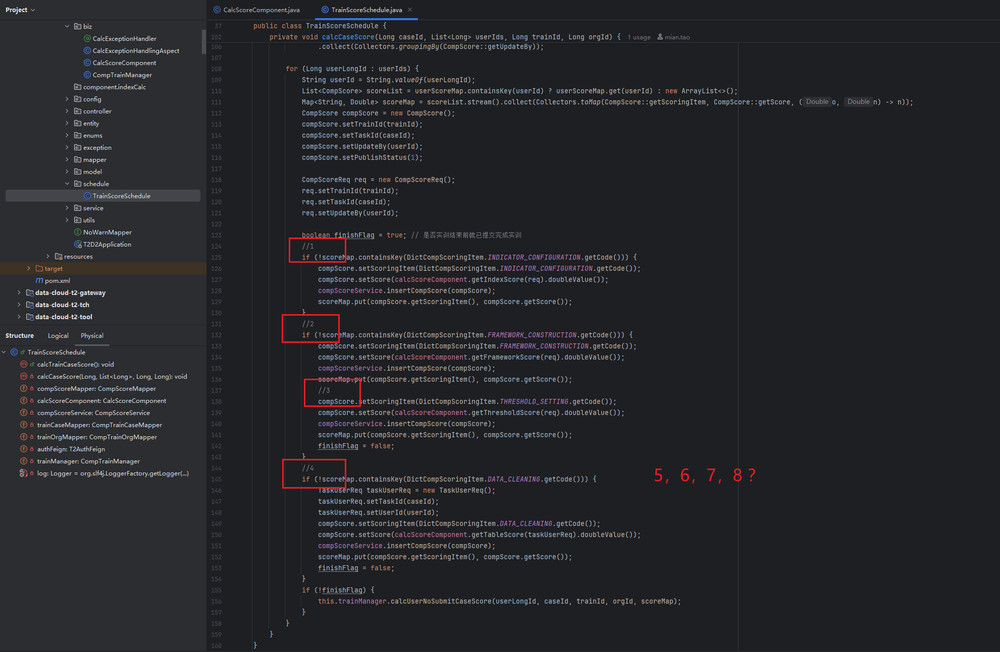 Project
biz
CalcExceptionHandler
CalcExceptionHandlingAspect
CalcScoreComponent
CompTrainManager
component.indexCalc
config
controller
entity
enums
exception
mapper
model
schedule
TrainScoreSchedule
service
utils
NoWarnMapper
T2D2Application
resources
target
pom.xml
data-cloud-t2-gateway
data-cloud-t2-tch
data-cloud-t2-tool
Structure Logical Physical
TrainScoreSchedule
calcTrainCaseScore(): void
calcCaseScore(Long, List<Long>, Long, Long): void
compScoreMapper: CompScoreMapper
calcScoreComponent: CalcScoreComponent
compScoreService: CompScoreService
trainCaseMapper: CompTrainCaseMapper
trainOrgMapper: CompTrainOrgMapper
authFeign: T2AuthFeign
trainManager: CompTrainManager
log: Logger = org.slf4j.LoggerFactory.getLogger(...)
CalcScoreComponent.java TrainScoreSchedule.java
37 public class TrainScoreSchedule {
102 private void calcCaseScore(Long caseId, List<Long> userIds, Long trainId, Long orgId) { 1 usage mian.tao
106 .collect(Collectors.groupingBy(CompScore::getUpdateBy));
107
108 for (Long userLongId : userIds) {
109 String userId = String.valueOf(userLongId);
110 List<CompScore> scoreList = userScoreMap.containsKey(userId) ? userScoreMap.get(userId) : new ArrayList<>();
111 Map<String, Double> scoreMap = scoreList.stream().collect(Collectors.toMap(CompScore::getScoringItem, CompScore::getScore, ( Double o, Double n) -> n));
112 CompScore compScore = new CompScore();
113 compScore.setTrainId(trainId);
114 compScore.setTaskId(caseId);
115 compScore.setUpdateBy(userId);
116 compScore.setPublishStatus(1);
117
118 CompScoreReq req = new CompScoreReq();
119 req.setTrainId(trainId);
120 req.setTaskId(caseId);
121 req.setUpdateBy(userId);
122
123 boolean finishFlag = true; // 是否实训结束前就已提交完成实训
124 //1
125 if (!scoreMap.containsKey(DictCompScoringItem.INDICATOR_CONFIGURATION.getCode())) {
126 compScore.setScoringItem(DictCompScoringItem.INDICATOR_CONFIGURATION.getCode());
127 compScore.setScore(calcScoreComponent.getIndexScore(req).doubleValue());
128 compScoreService.insertCompScore(compScore);
129 scoreMap.put(compScore.getScoringItem(), compScore.getScore());
130 }
131 //2
132 if (!scoreMap.containsKey(DictCompScoringItem.FRAMEWORK_CONSTRUCTION.getCode())) {
133 compScore.setScoringItem(DictCompScoringItem.FRAMEWORK_CONSTRUCTION.getCode());
134 compScore.setScore(calcScoreComponent.getFrameworkScore(req).doubleValue());
135 compScoreService.insertCompScore(compScore);
136 scoreMap.put(compScore.getScoringItem(), compScore.getScore());
137 //3
138 compScore.setScoringItem(DictCompScoringItem.THRESHOLD_SETTING.getCode());
139 compScore.setScore(calcScoreComponent.getThresholdScore(req).doubleValue());
140 compScoreService.insertCompScore(compScore);
141 scoreMap.put(compScore.getScoringItem(), compScore.getScore());
142 finishFlag = false;
143 }
144 //4
145 if (!scoreMap.containsKey(DictCompScoringItem.DATA_CLEANING.getCode())) {
5，6，7，8？
146 TaskUserReq taskUserReq = new TaskUserReq();
147 taskUserReq.setTaskId(caseId);
148 taskUserReq.setUserId(userId);
149 compScore.setScoringItem(DictCompScoringItem.DATA_CLEANING.getCode());
150 compScore.setScore(calcScoreComponent.getTableScore(taskUserReq).doubleValue());
151 compScoreService.insertCompScore(compScore);
152 scoreMap.put(compScore.getScoringItem(), compScore.getScore());
153 finishFlag = false;
154 }
155 if (!finishFlag) {
156 this.trainManager.calcUserNoSubmitCaseScore(userLongId, caseId, trainId, orgId, scoreMap);
157 }
158 }
159 }
160 }